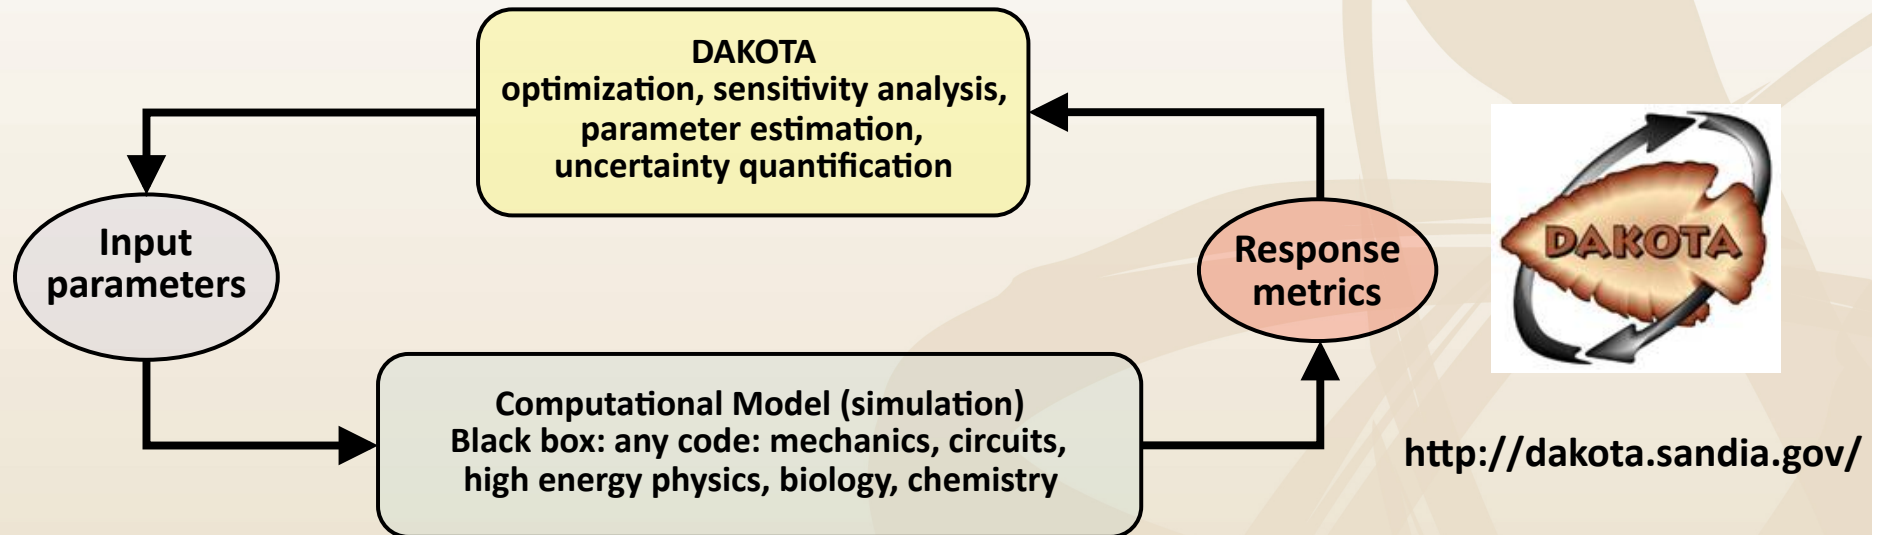 DAKOTA
optimization, sensitivity analysis,
parameter estimation,
uncertainty quantification
Input
parameters
Response
metrics
Computational Model (simulation)
Black box: any code: mechanics, circuits,
high energy physics, biology, chemistry
DAKOTA
http://dakota.sandia.gov/